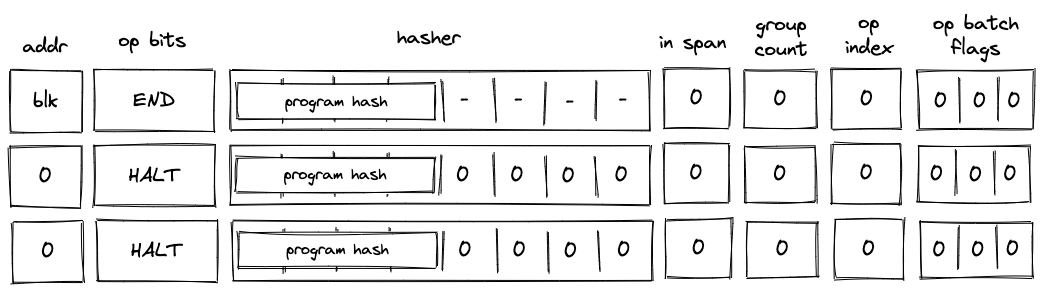 addr op bits hasher in span group count op index op batch flags
blk END program hash - - - - 0 0 0 0 0 0
0 HALT program hash 0 0 0 0 0 0 0 0 0 0
0 HALT program hash 0 0 0 0 0 0 0 0 0 0